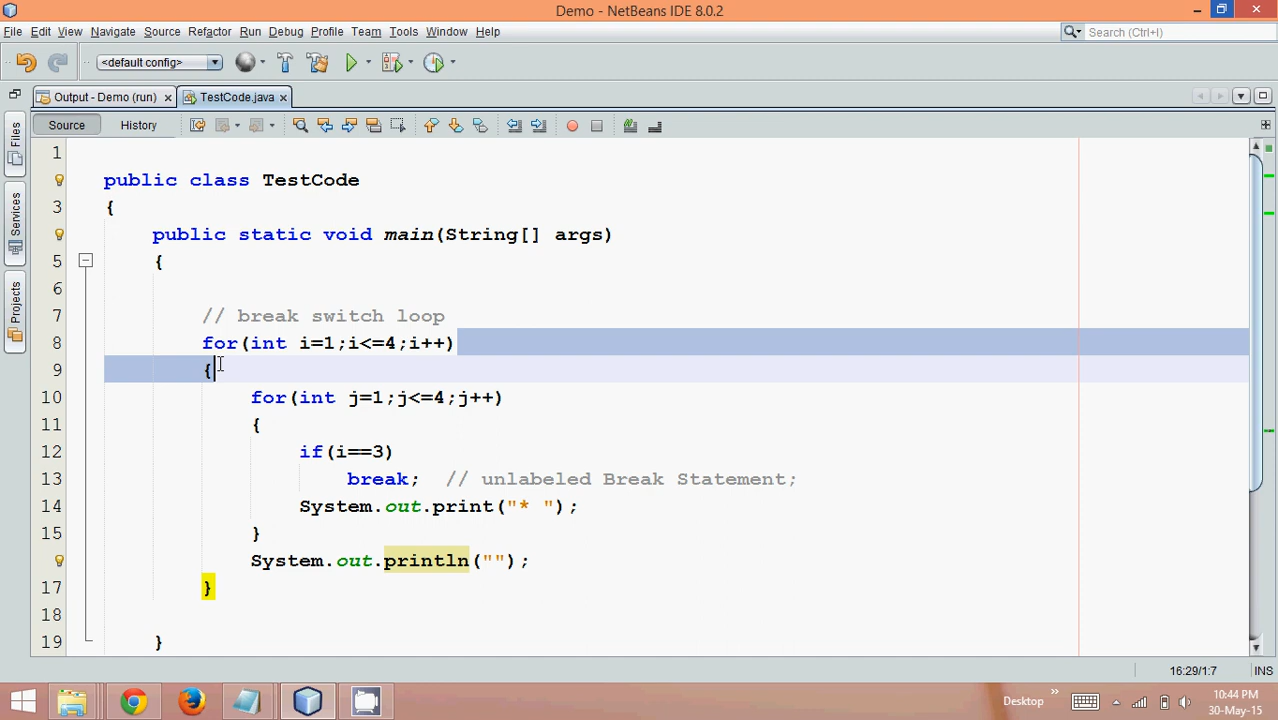 Demo - NetBeans IDE 8.0.2
File Edit View Navigate Source Refactor Run Debug Profile Team Tools Window Help
Search (Ctrl+I)
<default config>
Output - Demo (run) × TestCode.java ×
Source History
Files
Services
Projects
1
public class TestCode
3 {
public static void main(String[] args)
5 {
6
7 // break switch loop
8 for(int i=1;i<=4;i++)
9 {
10 for(int j=1;j<=4;j++)
11 {
12 if(i==3)
13 break; // unlabeled Break Statement;
14 System.out.print("* ");
15 }
System.out.println("");
17 }
18
19 }
16:29/1:7 INS
Desktop » 10:44 PM
30-May-15